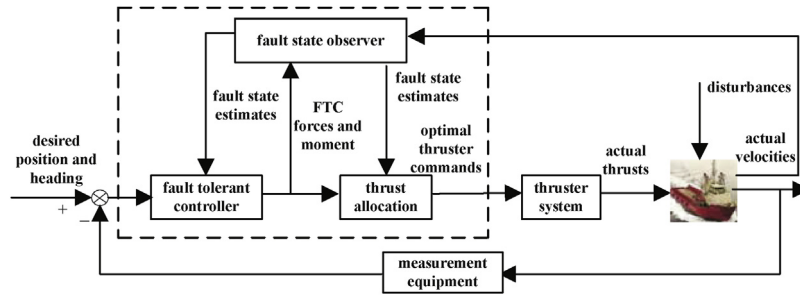 fault state observer
fault state
estimates
FTC
forces and
moment
fault state
estimates
optimal
thruster
commands
disturbances
desired
position and
heading
actual
thrusts
actual
velocities
fault tolerant
controller
thrust
allocation
thruster
system
+
−
measurement
equipment